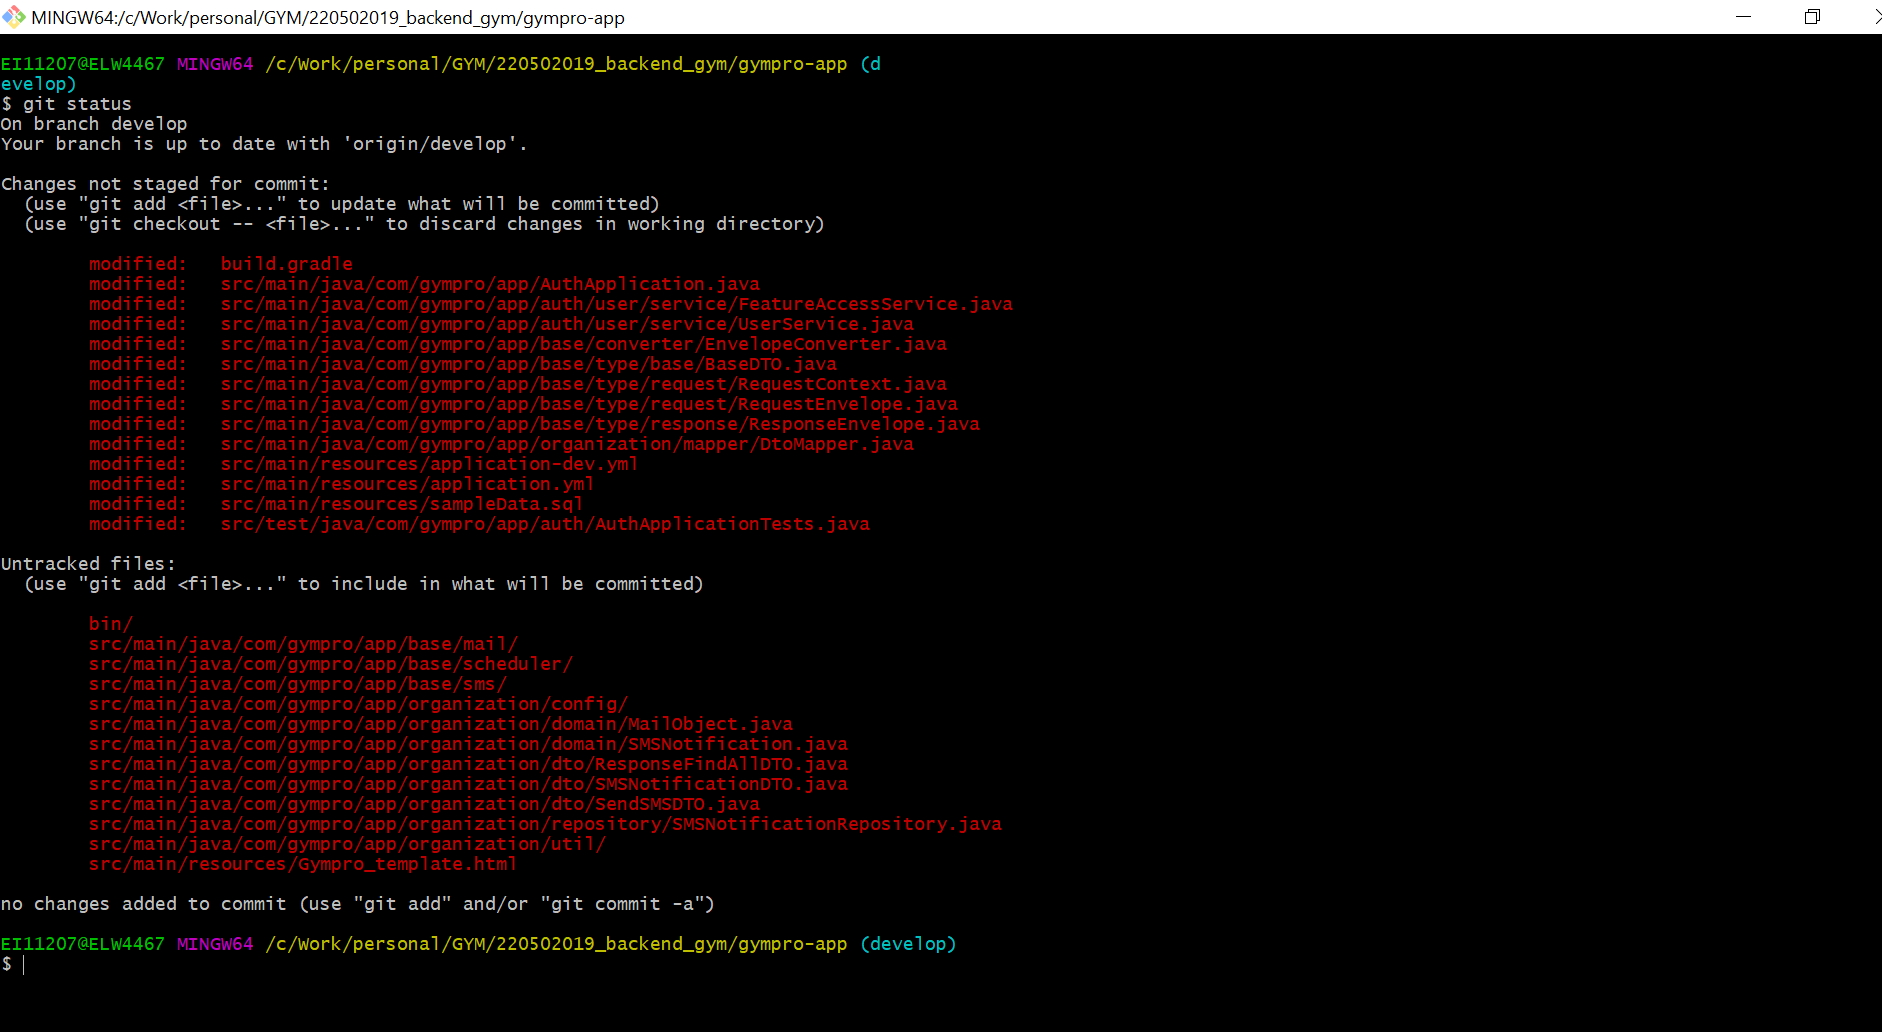 MINGW64:/c/Work/personal/GYM/220502019_backend_gym/gympro-app
EI11207@ELW4467 MINGW64 /c/Work/personal/GYM/220502019_backend_gym/gympro-app (d
evelop)
$ git status
On branch develop
Your branch is up to date with 'origin/develop'.
Changes not staged for commit:
  (use "git add <file>..." to update what will be committed)
  (use "git checkout -- <file>..." to discard changes in working directory)
        modified:   build.gradle
        modified:   src/main/java/com/gympro/app/AuthApplication.java
        modified:   src/main/java/com/gympro/app/auth/user/service/FeatureAccessService.java
        modified:   src/main/java/com/gympro/app/auth/user/service/UserService.java
        modified:   src/main/java/com/gympro/app/base/converter/EnvelopeConverter.java
        modified:   src/main/java/com/gympro/app/base/type/base/BaseDTO.java
        modified:   src/main/java/com/gympro/app/base/type/request/RequestContext.java
        modified:   src/main/java/com/gympro/app/base/type/request/RequestEnvelope.java
        modified:   src/main/java/com/gympro/app/base/type/response/ResponseEnvelope.java
        modified:   src/main/java/com/gympro/app/organization/mapper/DtoMapper.java
        modified:   src/main/resources/application-dev.yml
        modified:   src/main/resources/application.yml
        modified:   src/main/resources/sampleData.sql
        modified:   src/test/java/com/gympro/app/auth/AuthApplicationTests.java
Untracked files:
  (use "git add <file>..." to include in what will be committed)
        bin/
        src/main/java/com/gympro/app/base/mail/
        src/main/java/com/gympro/app/base/scheduler/
        src/main/java/com/gympro/app/base/sms/
        src/main/java/com/gympro/app/organization/config/
        src/main/java/com/gympro/app/organization/domain/MailObject.java
        src/main/java/com/gympro/app/organization/domain/SMSNotification.java
        src/main/java/com/gympro/app/organization/dto/ResponseFindAllDTO.java
        src/main/java/com/gympro/app/organization/dto/SMSNotificationDTO.java
        src/main/java/com/gympro/app/organization/dto/SendSMSDTO.java
        src/main/java/com/gympro/app/organization/repository/SMSNotificationRepository.java
        src/main/java/com/gympro/app/organization/util/
        src/main/resources/Gympro_template.html
no changes added to commit (use "git add" and/or "git commit -a")
EI11207@ELW4467 MINGW64 /c/Work/personal/GYM/220502019_backend_gym/gympro-app (develop)
$